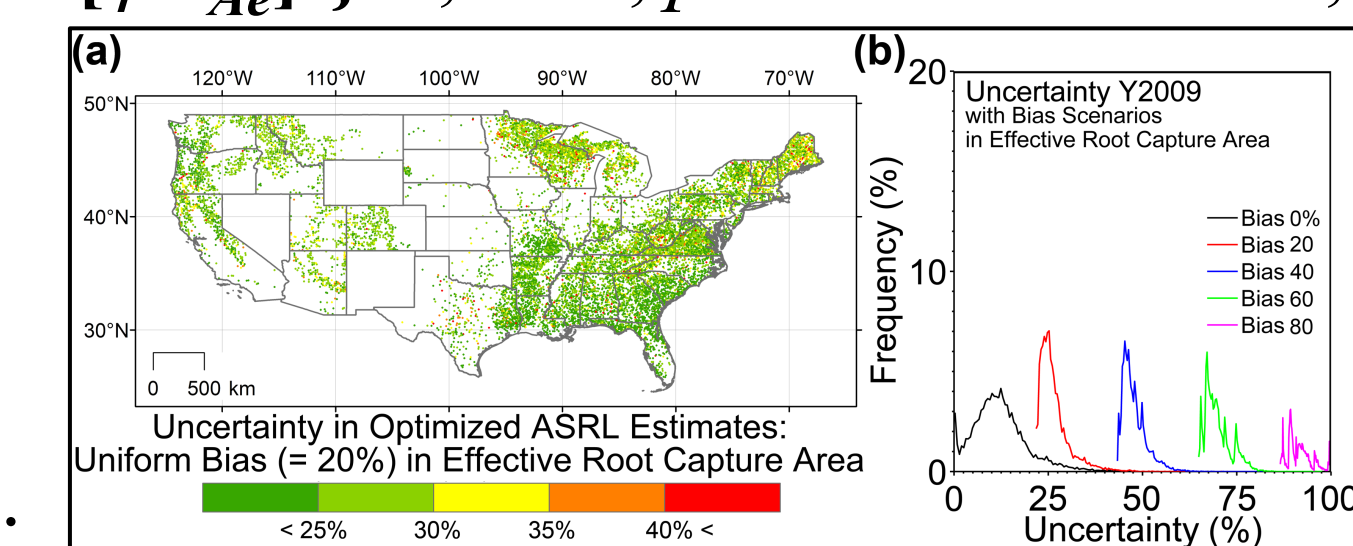 (a)
120°W 110°W 100°W 90°W 80°W 70°W
50°N
40°N
30°N
0 500 km
Uncertainty in Optimized ASRL Estimates:
Uniform Bias (= 20%) in Effective Root Capture Area
< 25% 30% 35% 40% <
(b)
20
10
0
Frequency (%)
Uncertainty Y2009
with Bias Scenarios
in Effective Root Capture Area
Bias 0%
Bias 20
Bias 40
Bias 60
Bias 80
0 25 50 75 100
Uncertainty (%)
•